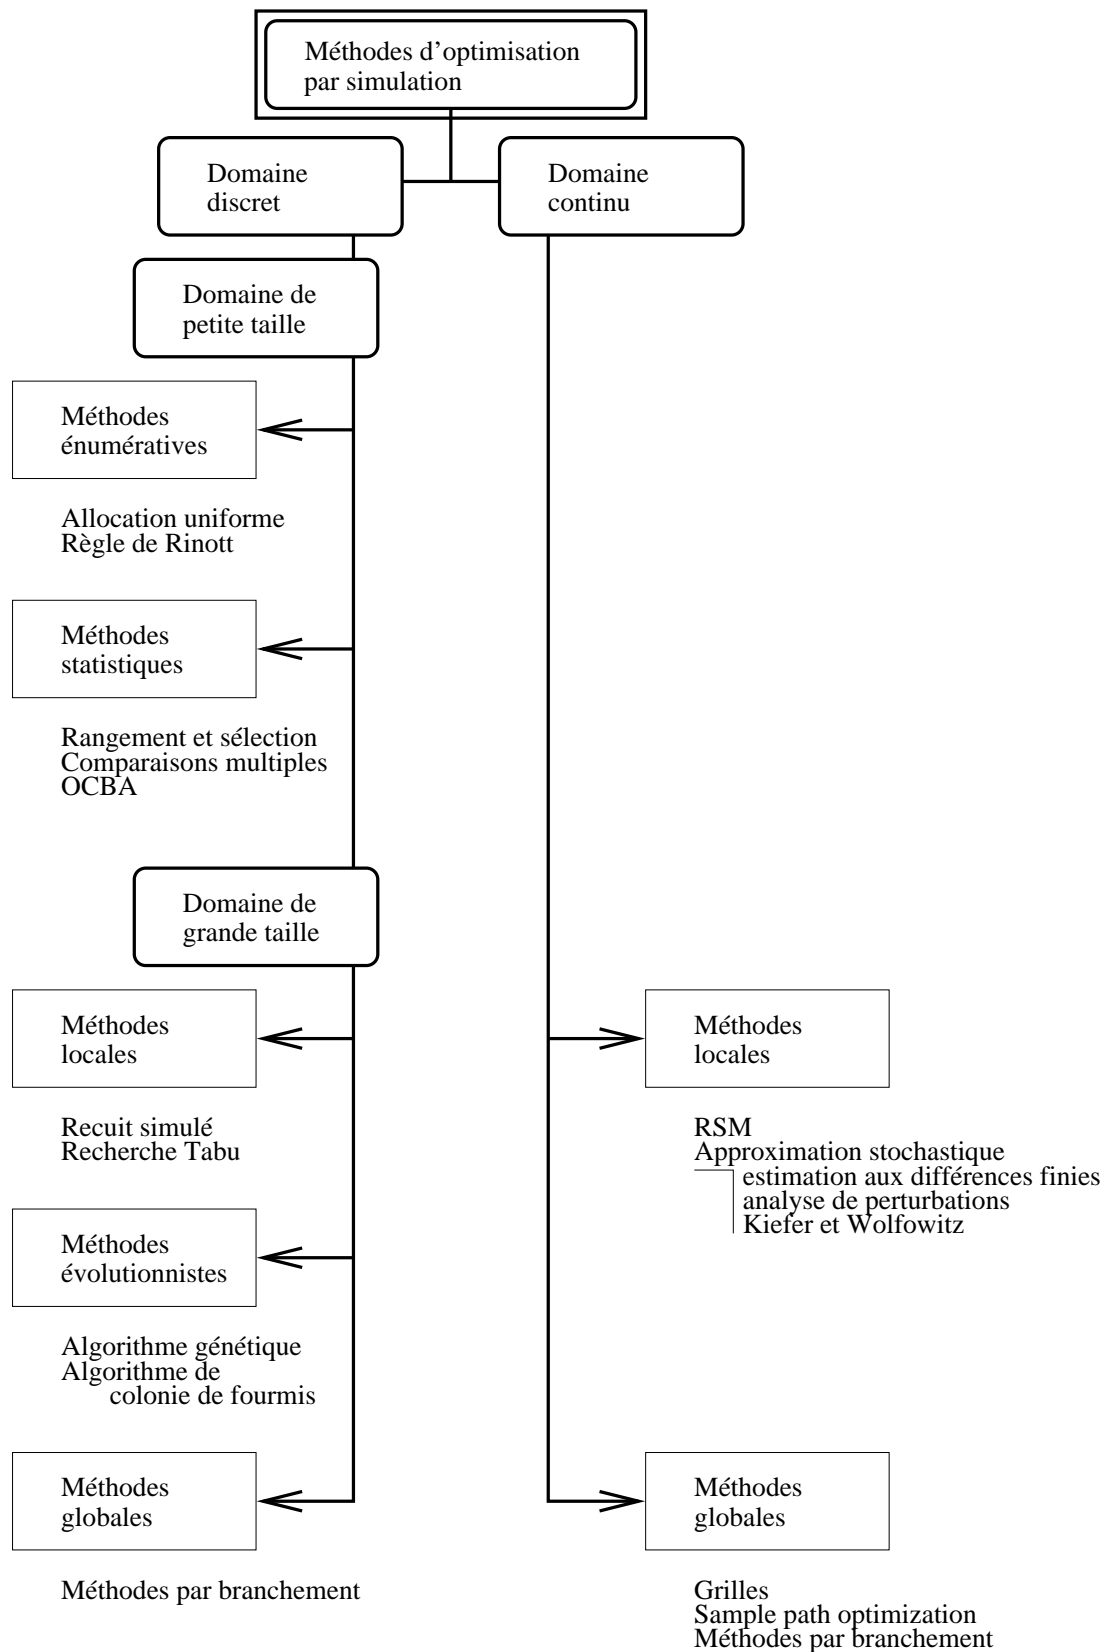 Méthodes d'optimisation
par simulation
Domaine
discret
Domaine
continu
Domaine de
petite taille
Méthodes
énumératives
Allocation uniforme
Règle de Rinott
Méthodes
statistiques
Rangement et sélection
Comparaisons multiples
OCBA
Domaine de
grande taille
Méthodes
locales
Recuit simulé
Recherche Tabu
Méthodes
évolutionnistes
Algorithme génétique
Algorithme de
colonie de fourmis
Méthodes
globales
Méthodes par branchement
Méthodes
locales
RSM
Approximation stochastique
estimation aux différences finies
analyse de perturbations
Kiefer et Wolfowitz
Méthodes
globales
Grilles
Sample path optimization
Méthodes par branchement